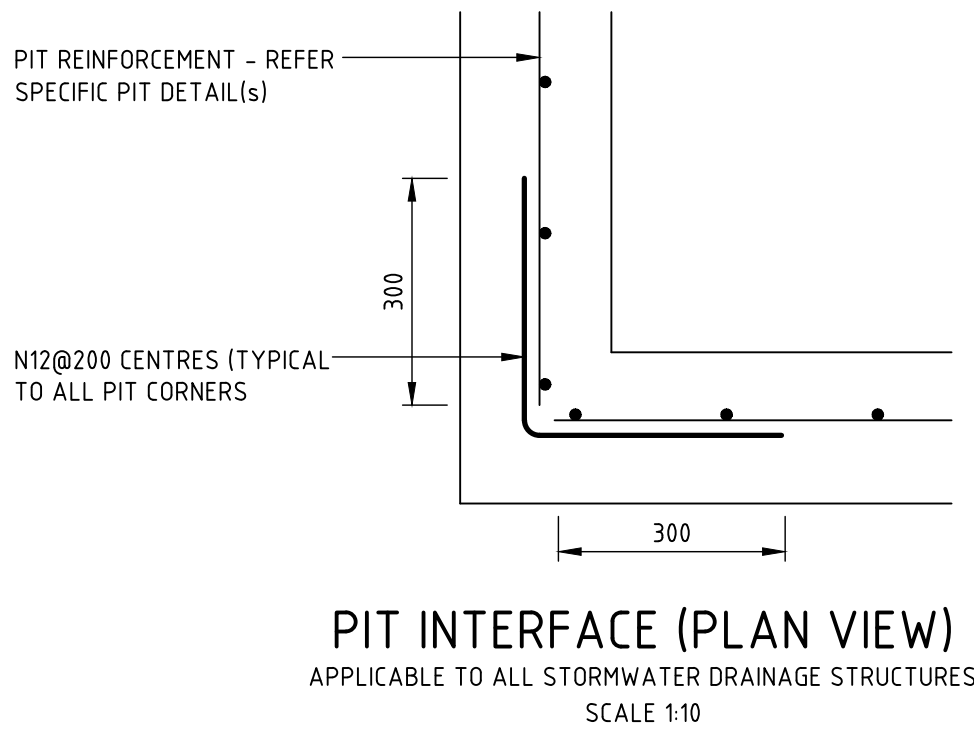 PIT REINFORCEMENT - REFER
SPECIFIC PIT DETAIL(s)
300
N12@200 CENTRES (TYPICAL
TO ALL PIT CORNERS
300
PIT INTERFACE (PLAN VIEW)
APPLICABLE TO ALL STORMWATER DRAINAGE STRUCTURES
SCALE 1:10